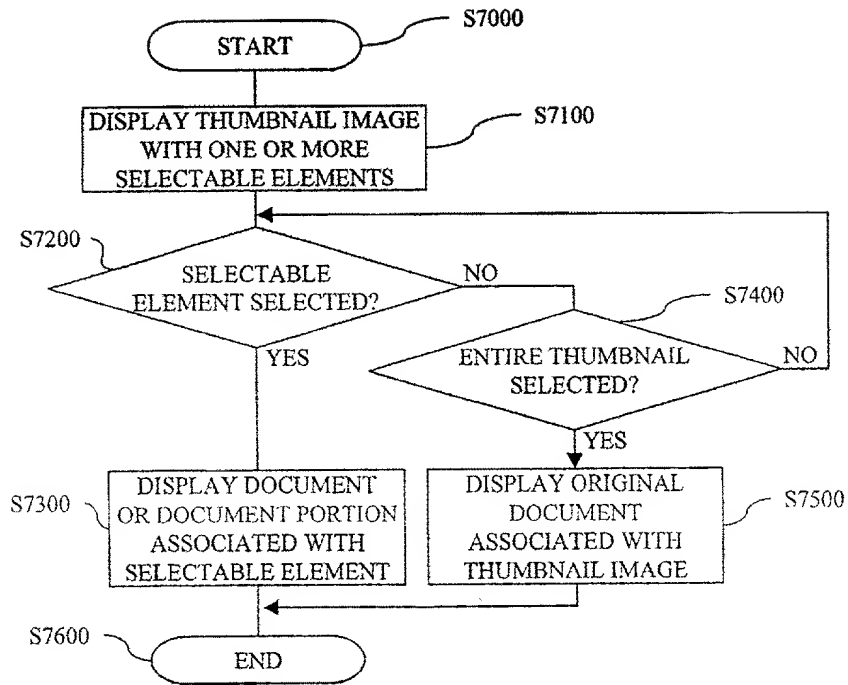 START
S7000
DISPLAY THUMBNAIL IMAGE
WITH ONE OR MORE
SELECTABLE ELEMENTS
S7100
S7200
SELECTABLE
ELEMENT SELECTED?
NO
YES
S7400
ENTIRE THUMBNAIL
SELECTED?
NO
YES
S7300
DISPLAY DOCUMENT
OR DOCUMENT PORTION
ASSOCIATED WITH
SELECTABLE ELEMENT
DISPLAY ORIGINAL
DOCUMENT
ASSOCIATED WITH
THUMBNAIL IMAGE
S7500
S7600
END